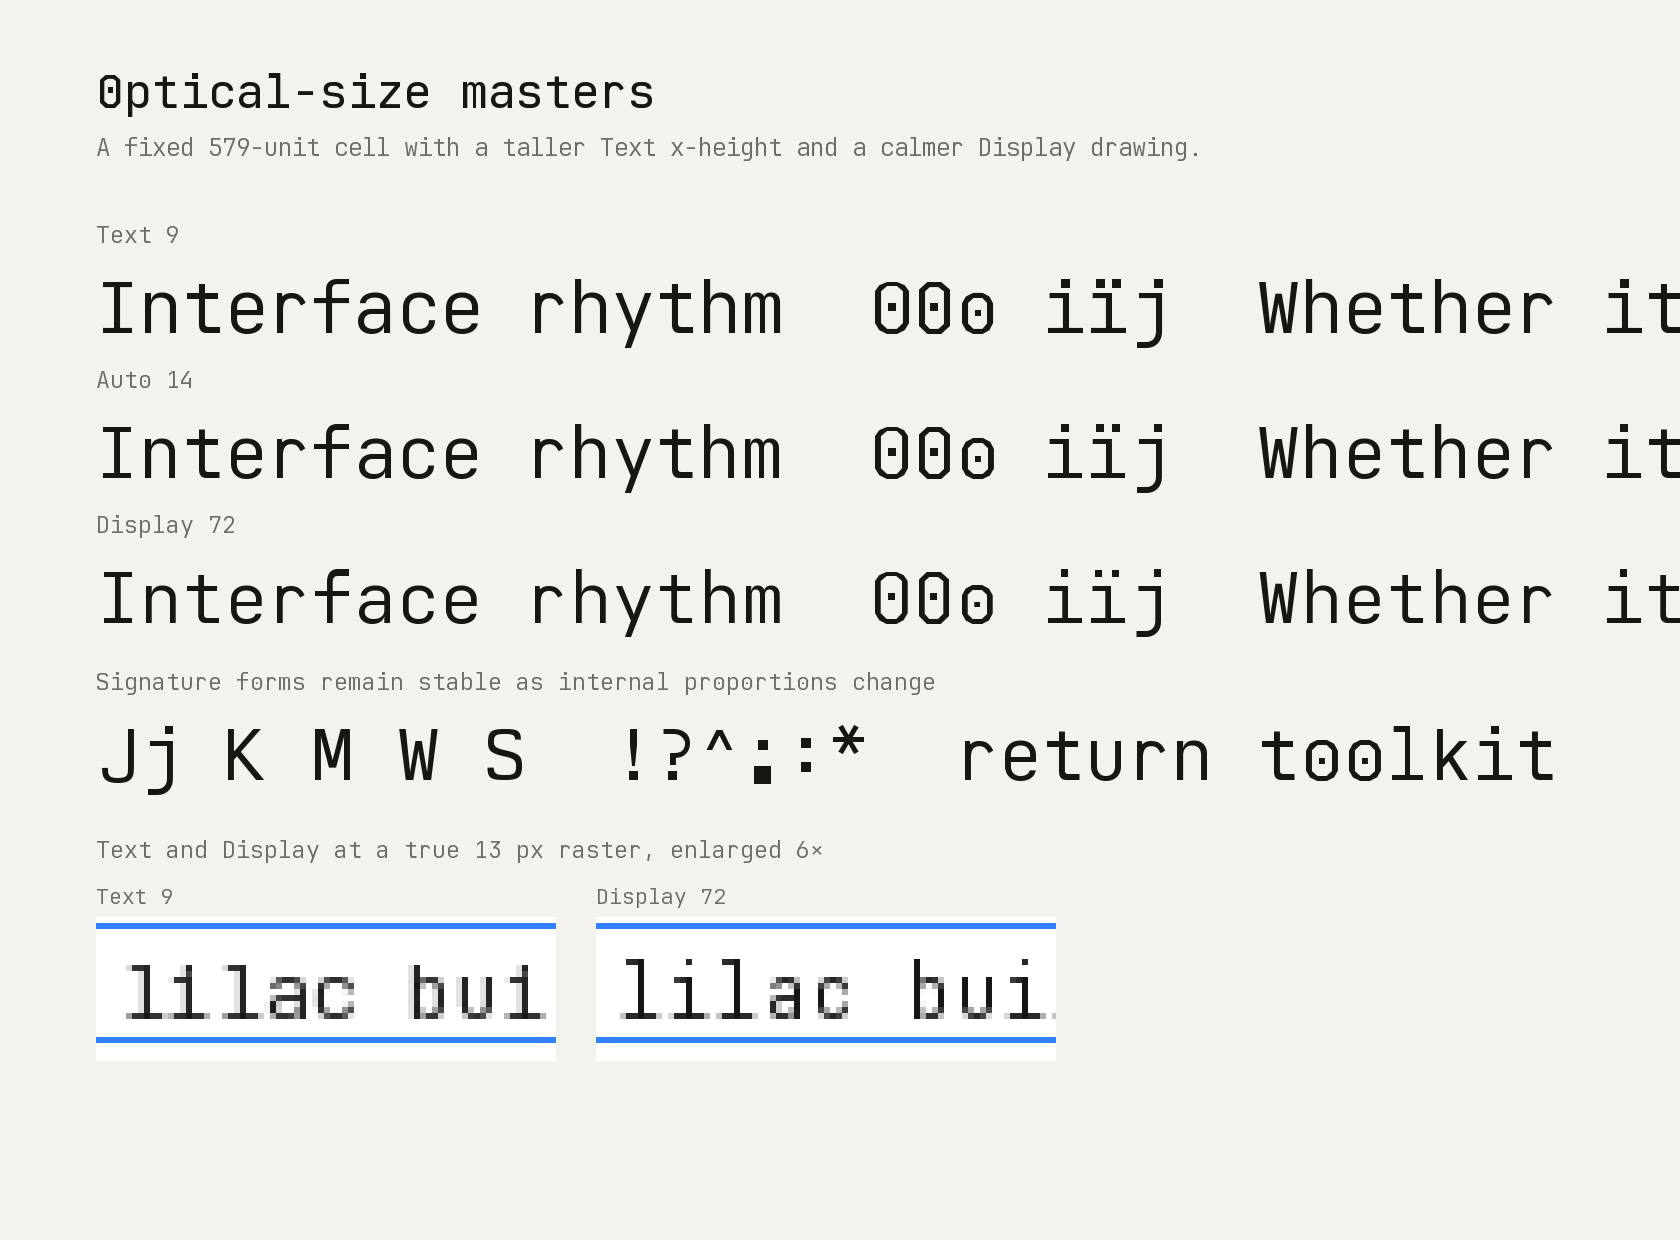 Optical-size masters
A fixed 579-unit cell with a taller Text x-height and a calmer Display drawing.
Text 9
Interface rhythm 0Oo iïj Whether it
Auto 14
Interface rhythm 0Oo iïj Whether it
Display 72
Interface rhythm 0Oo iïj Whether it
Signature forms remain stable as internal proportions change
Jj K M W S !?^.:* return toolkit
Text and Display at a true 13 px raster, enlarged 6×
Text 9 Display 72
lilac bui lilac bui